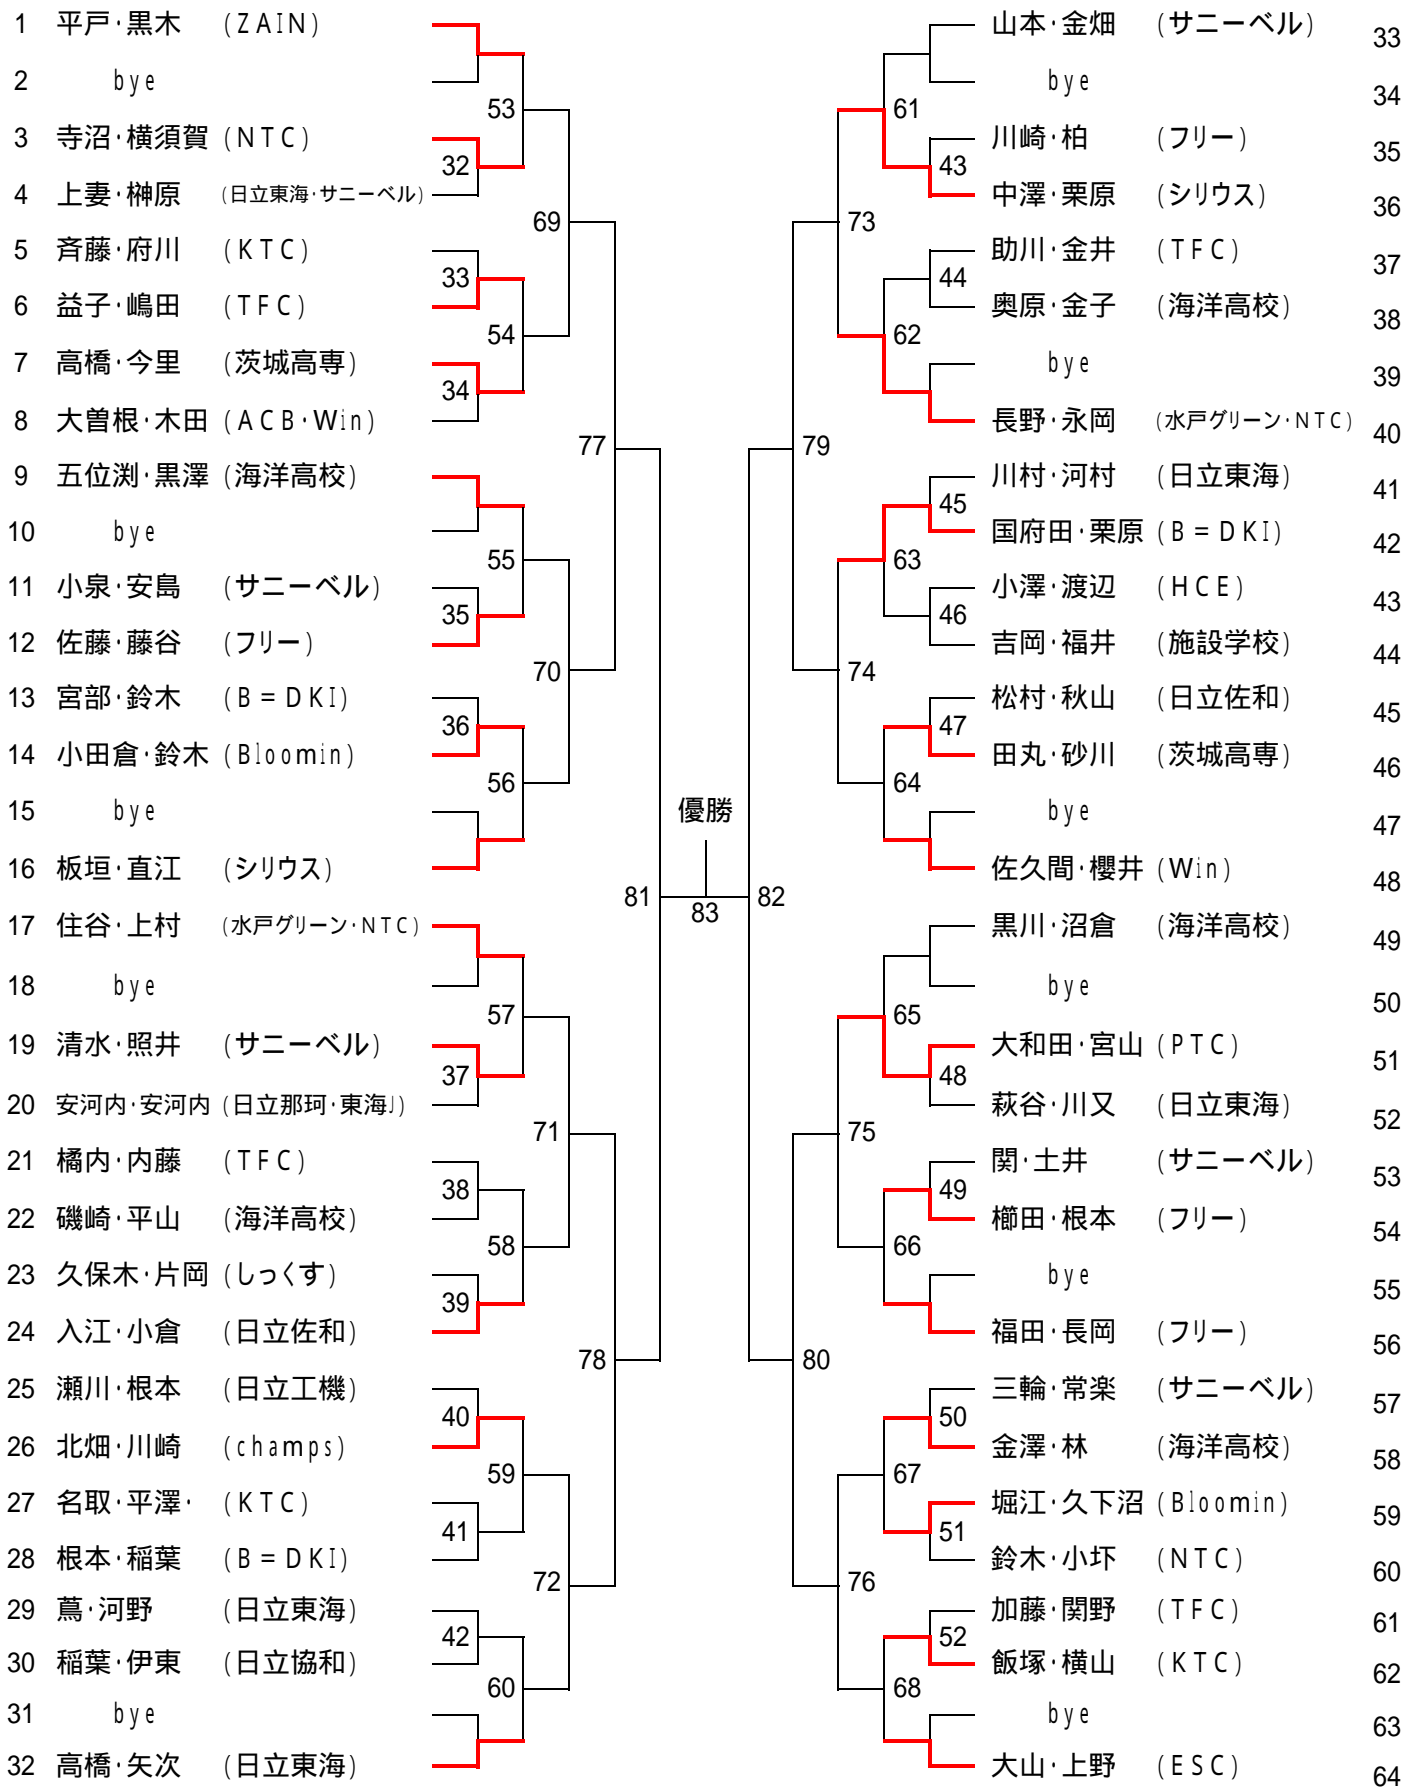 1 平戸・黒木 (ZAIN)
2 bye
3 寺沼・横須賀 (NTC)
4 上妻・榊原 (日立東海・サニーベル)
5 斉藤・府川 (KTC)
6 益子・嶋田 (TFC)
7 高橋・今里 (茨城高専)
8 大曽根・木田 (ACB・Win)
9 五位渕・黒澤 (海洋高校)
10 bye
11 小泉・安島 (サニーベル)
12 佐藤・藤谷 (フリー)
13 宮部・鈴木 (B=DKI)
14 小田倉・鈴木 (Bloomin)
15 bye
16 板垣・直江 (シリウス)
17 住谷・上村 (水戸グリーン・NTC)
18 bye
19 清水・照井 (サニーベル)
20 安河内・安河内 (日立那珂・東海J)
21 橘内・内藤 (TFC)
22 磯崎・平山 (海洋高校)
23 久保木・片岡 (しっくす)
24 入江・小倉 (日立佐和)
25 瀬川・根本 (日立工機)
26 北畑・川崎 (champs)
27 名取・平澤・ (KTC)
28 根本・稲葉 (B=DKI)
29 蔦・河野 (日立東海)
30 稲葉・伊東 (日立協和)
31 bye
32 高橋・矢次 (日立東海)
32
33
34
35
36
37
38
39
40
41
42
53
54
55
56
57
58
59
60
69
70
71
72
77
78
81
優勝
83
82
79
80
73
74
75
76
61
62
63
64
65
66
67
68
43
44
45
46
47
48
49
50
51
52
山本・金畑 (サニーベル) 33
bye 34
川崎・柏 (フリー) 35
中澤・栗原 (シリウス) 36
助川・金井 (TFC) 37
奥原・金子 (海洋高校) 38
bye 39
長野・永岡 (水戸グリーン・NTC) 40
川村・河村 (日立東海) 41
国府田・栗原 (B=DKI) 42
小澤・渡辺 (HCE) 43
吉岡・福井 (施設学校) 44
松村・秋山 (日立佐和) 45
田丸・砂川 (茨城高専) 46
bye 47
佐久間・櫻井 (Win) 48
黒川・沼倉 (海洋高校) 49
bye 50
大和田・宮山 (PTC) 51
萩谷・川又 (日立東海) 52
関・土井 (サニーベル) 53
櫛田・根本 (フリー) 54
bye 55
福田・長岡 (フリー) 56
三輪・常楽 (サニーベル) 57
金澤・林 (海洋高校) 58
堀江・久下沼 (Bloomin) 59
鈴木・小圷 (NTC) 60
加藤・関野 (TFC) 61
飯塚・横山 (KTC) 62
bye 63
大山・上野 (ESC) 64